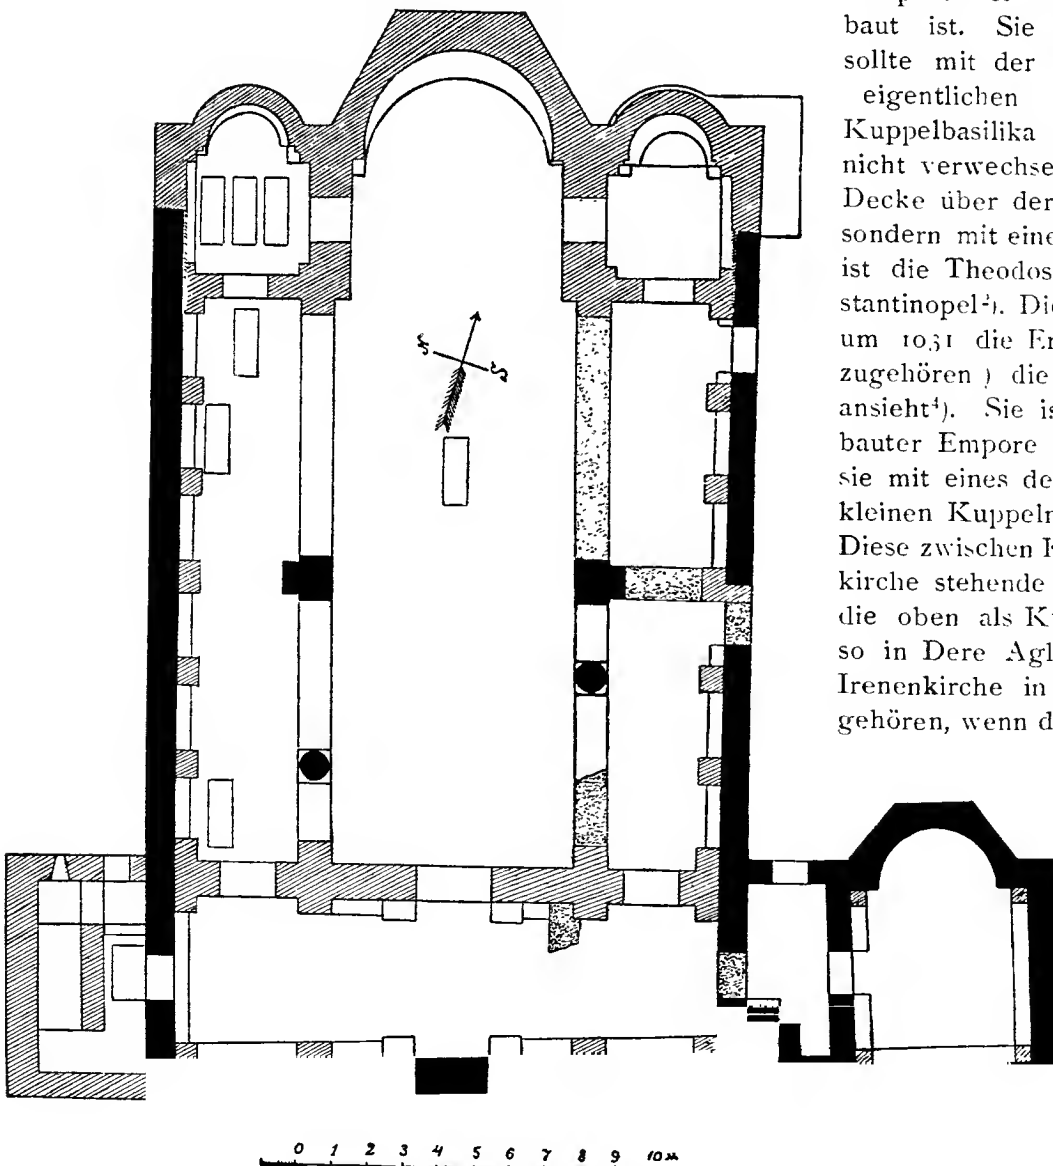 baut ist. Sie
sollte mit der
eigentlichen
Kuppelbasilika
nicht verwechse
Decke über der
sondern mit eine
ist die Theodos
stantinopel²). Die
um 1031 die Er
zugehören ) die
ansieht⁴). Sie is
bauter Empore
sie mit eines de
kleinen Kuppeln
Diese zwischen K
kirche stehende
die oben als K
so in Dere Agl
Irenenkirche in
gehören, wenn d
0 1 2 3 4 5 6 7 8 9 10 m